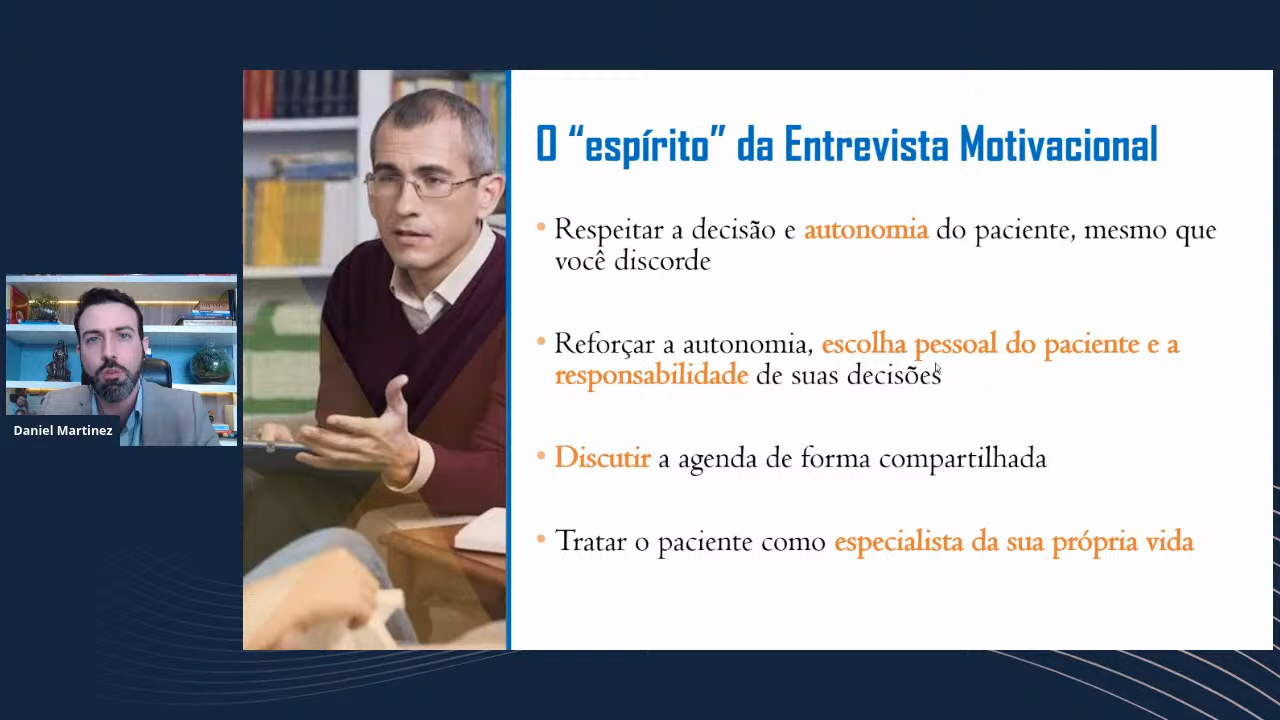 O “espírito” da Entrevista Motivacional
• Respeitar a decisão e autonomia do paciente, mesmo que
você discorde
• Reforçar a autonomia, escolha pessoal do paciente e a
responsabilidade de suas decisões
• Discutir a agenda de forma compartilhada
• Tratar o paciente como especialista da sua própria vida
Daniel Martinez